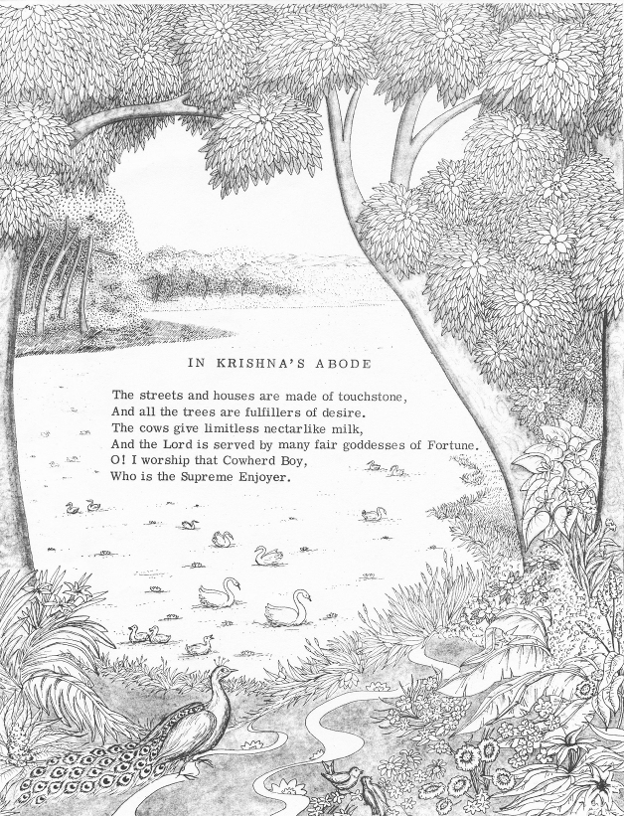 IN KRISHNA'S ABODE
The streets and houses are made of touchstone,
And all the trees are fulfillers of desire.
The cows give limitless nectarlike milk,
And the Lord is served by many fair goddesses of Fortune.
O! I worship that Cowherd Boy,
Who is the Supreme Enjoyer.